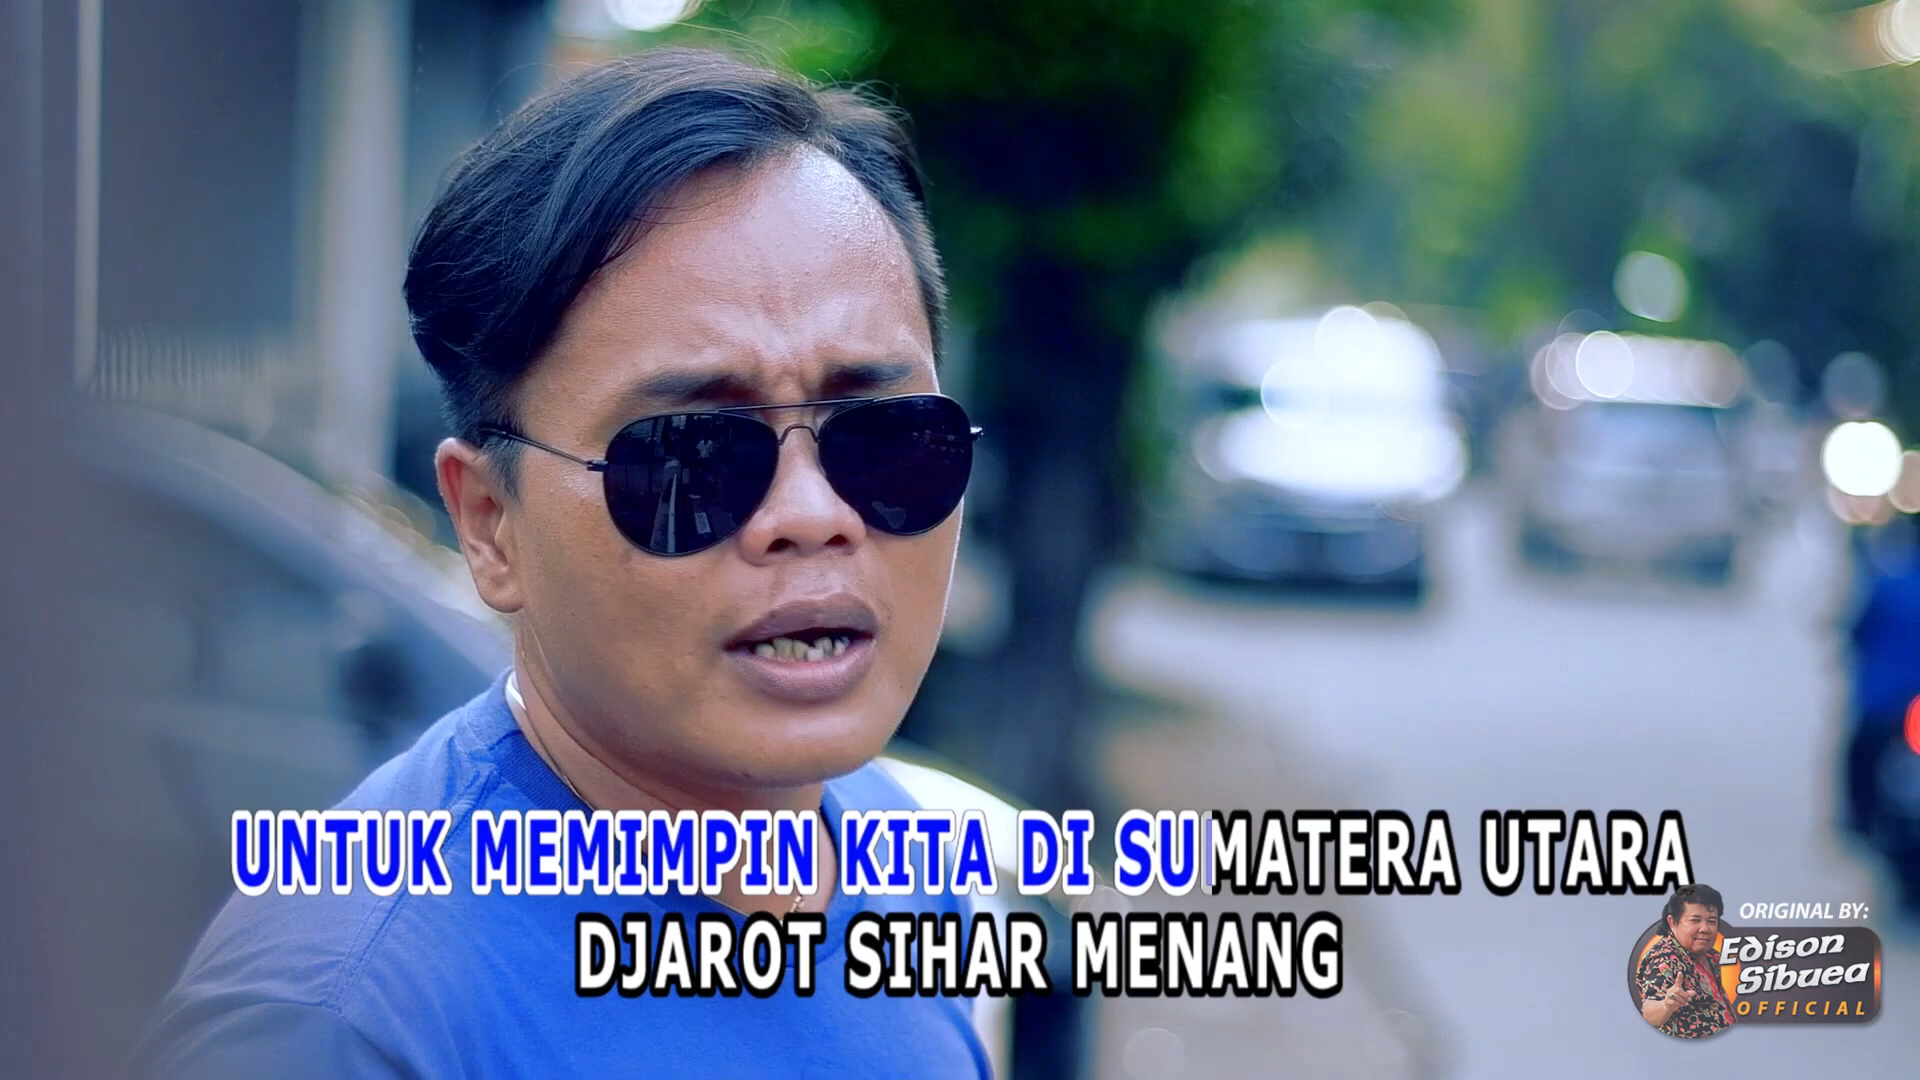 UNTUK MEMIMPIN KITA DI SUMATERA UTARA
DJAROT SIHAR MENANG
ORIGINAL BY:
Edison
Sibuea
OFFICIAL